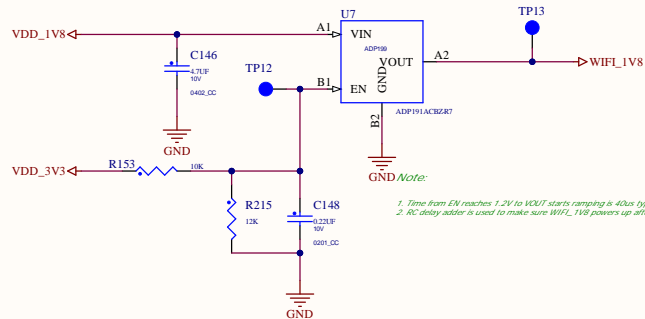 U7
TP13
VDD_1V8
A1
VIN
C146
4.7UF
10V
0402_CC
ADP199
VOUT
A2
WIFI_1V8
TP12
B1
EN
GND
ADP191ACBZ-R7
B2
GND
GND
Note:
VDD_3V3
R153
10K
1. Time from EN reaches 1.2V to VOUT starts ramping is 40us
2. RC delay adder is used to make sure WIFI_1V8 powers up
R215
12K
C148
0.22UF
10V
0201_CC
GND